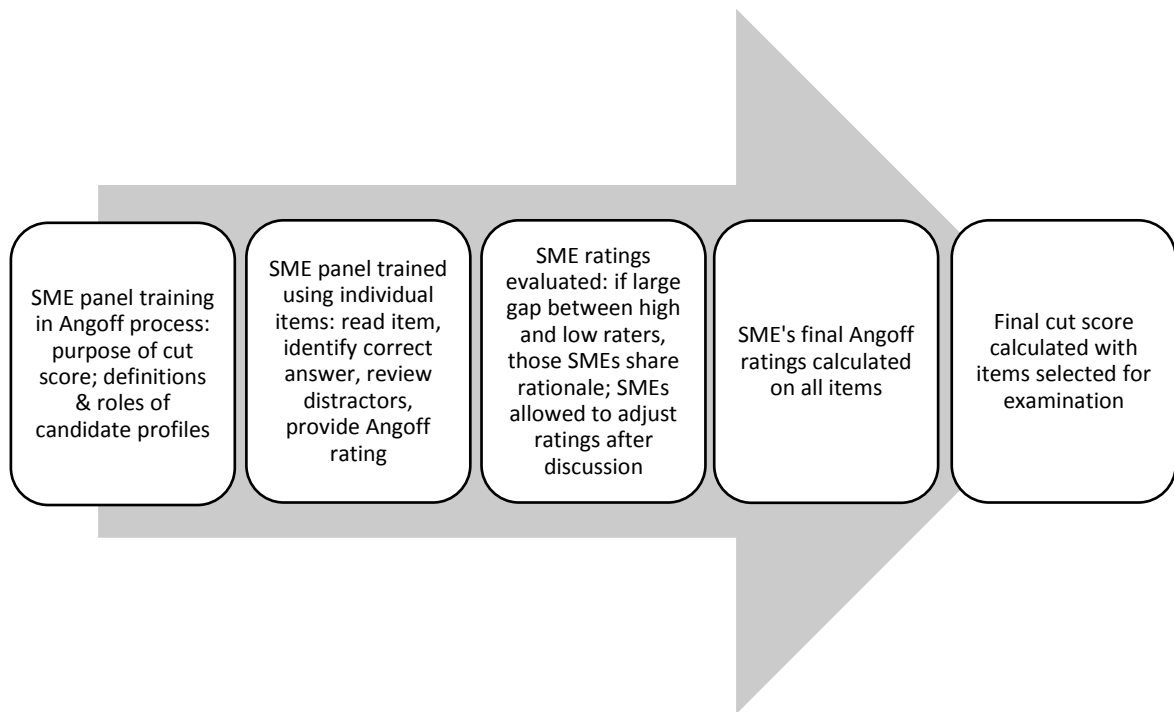 SME panel training
in Angoff process:
purpose of cut
score; definitions
& roles of
candidate profiles
SME panel trained
using individual
items: read item,
identify correct
answer, review
distractors,
provide Angoff
rating
SME ratings
evaluated: if large
gap between high
and low raters,
those SMEs share
rationale; SMEs
allowed to adjust
ratings after
discussion
SME's final Angoff
ratings calculated
on all items
Final cut score
calculated with
items selected for
examination